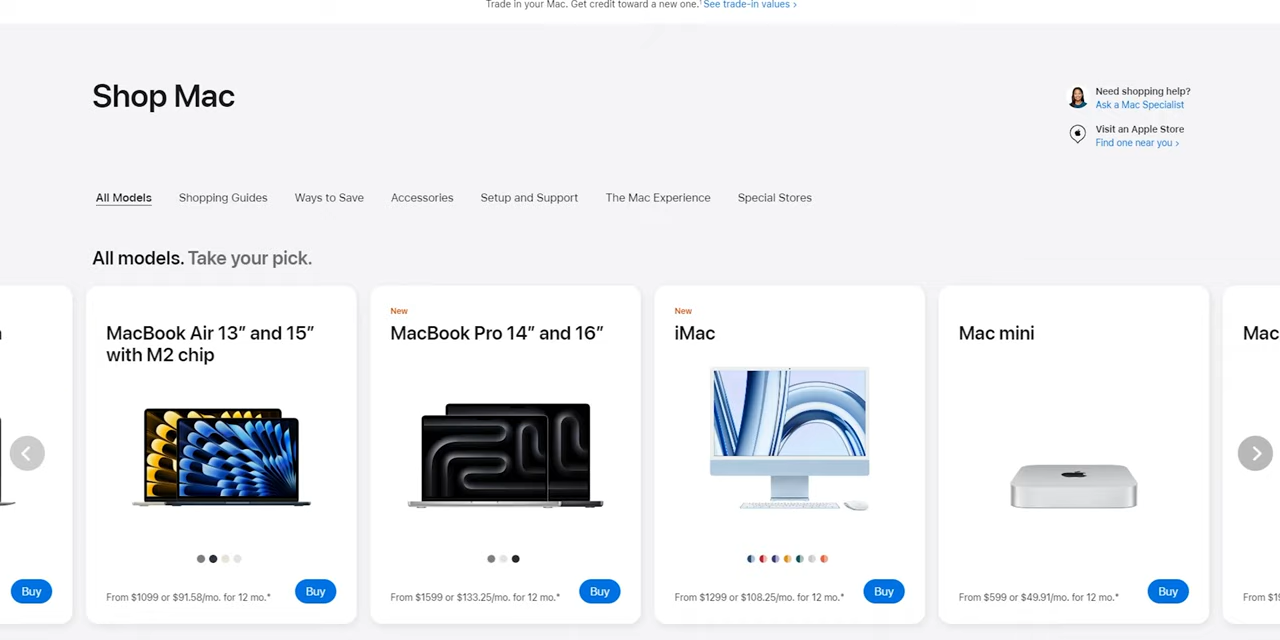 Trade in your Mac. Get credit toward a new one.¹ See trade-in values >
Shop Mac
Need shopping help?
Ask a Mac Specialist
Visit an Apple Store
Find one near you >
All Models
Shopping Guides
Ways to Save
Accessories
Setup and Support
The Mac Experience
Special Stores
All models. Take your pick.
Buy
MacBook Air 13” and 15”
with M2 chip
From $1099 or $91.58/mo. for 12 mo.*
Buy
New
MacBook Pro 14” and 16”
From $1599 or $133.25/mo. for 12 mo.*
Buy
New
iMac
From $1299 or $108.25/mo. for 12 mo.*
Buy
Mac mini
From $599 or $49.91/mo. for 12 mo.*
Buy
Mac
From